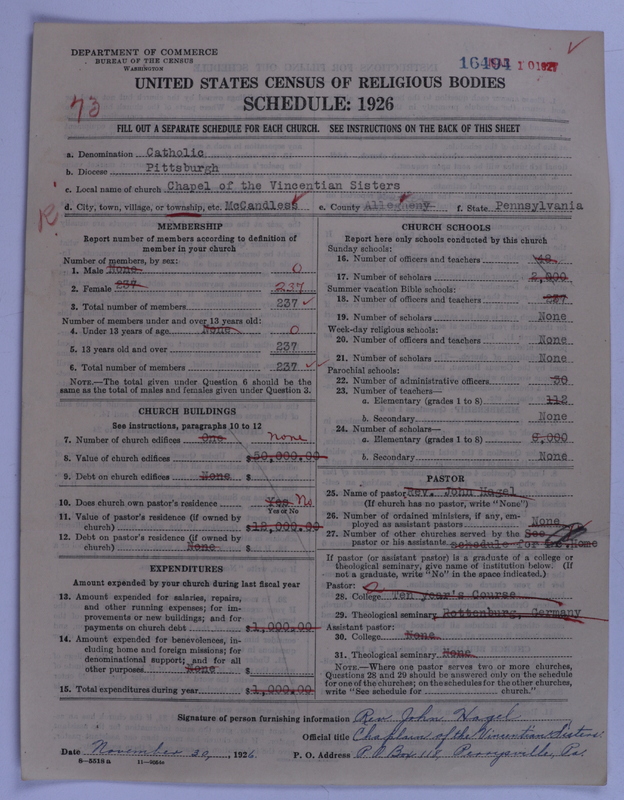 DEPARTMENT OF COMMERCE
BUREAU OF THE CENSUS
WASHINGTON
16494
UNITED STATES CENSUS OF RELIGIOUS BODIES
SCHEDULE: 1926
73
FILL OUT A SEPARATE SCHEDULE FOR EACH CHURCH. SEE INSTRUCTIONS ON THE BACK OF THIS SHEET
a. Denomination Catholic
b. Diocese Pittsburgh
c. Local name of church Chapel of the Vincentian Sisters
d. City, town, village, or township, etc. McCandless e. County Allegheny f. State Pennsylvania
MEMBERSHIP
Report number of members according to definition of member in your church
Number of members, by sex:
1. Male None 0
2. Female 237 237
3. Total number of members 237
Number of members under and over 13 years old:
4. Under 13 years of age None 0
5. 13 years old and over 237
6. Total number of members 237
NOTE.—The total given under Question 6 should be the
same as the total of males and females given under Question 3.
CHURCH BUILDINGS
See instructions, paragraphs 10 to 12
7. Number of church edifices One none
8. Value of church edifices $50,000.00
9. Debt on church edifices None $
10. Does church own pastor's residence Yes No
Yes or No
11. Value of pastor's residence (if owned by
church) $12,000.00
12. Debt on pastor's residence (if owned by
church) None $
EXPENDITURES
Amount expended by your church during last fiscal year
13. Amount expended for salaries, repairs,
and other running expenses; for im-
provements or new buildings; and for
payments on church debt $1,000.00
14. Amount expended for benevolences, in-
cluding home and foreign missions; for
denominational support; and for all
other purposes None $
15. Total expenditures during year $1,000.00
CHURCH SCHOOLS
Report here only schools conducted by this church
Sunday schools:
16. Number of officers and teachers
17. Number of scholars
Summer vacation Bible schools:
18. Number of officers and teachers
19. Number of scholars None
Week-day religious schools:
20. Number of officers and teachers None
21. Number of scholars None
Parochial schools:
22. Number of administrative officers 30
23. Number of teachers—
a. Elementary (grades 1 to 8) 112
b. Secondary None
24. Number of scholars—
a. Elementary (grades 1 to 8)
b. Secondary None
PASTOR
25. Name of pastor Rev. John Nagel
(If church has no pastor, write "None")
26. Number of ordained ministers, if any, em-
ployed as assistant pastors None
27. Number of other churches served by the See
pastor or his assistants schedule for
If pastor (or assistant pastor) is a graduate of a college or
theological seminary, give name of institution below. (If
not a graduate, write "No" in the space indicated.)
Pastor:
28. College Ten year's Course
29. Theological seminary Rottenburg, Germany
Assistant pastor:
30. College None
31. Theological seminary None
NOTE.—Where one pastor serves two or more churches,
Questions 28 and 29 should be answered only on the schedule
for one of the churches; on the schedules for the other churches,
write "See schedule for church."
Signature of person furnishing information Rev John Nagel
Official title Chaplain of the Vincentian Sisters
Date November 30, 1926 P. O. Address P.O. Box 118, Perrysville, Pa.
8—5518a